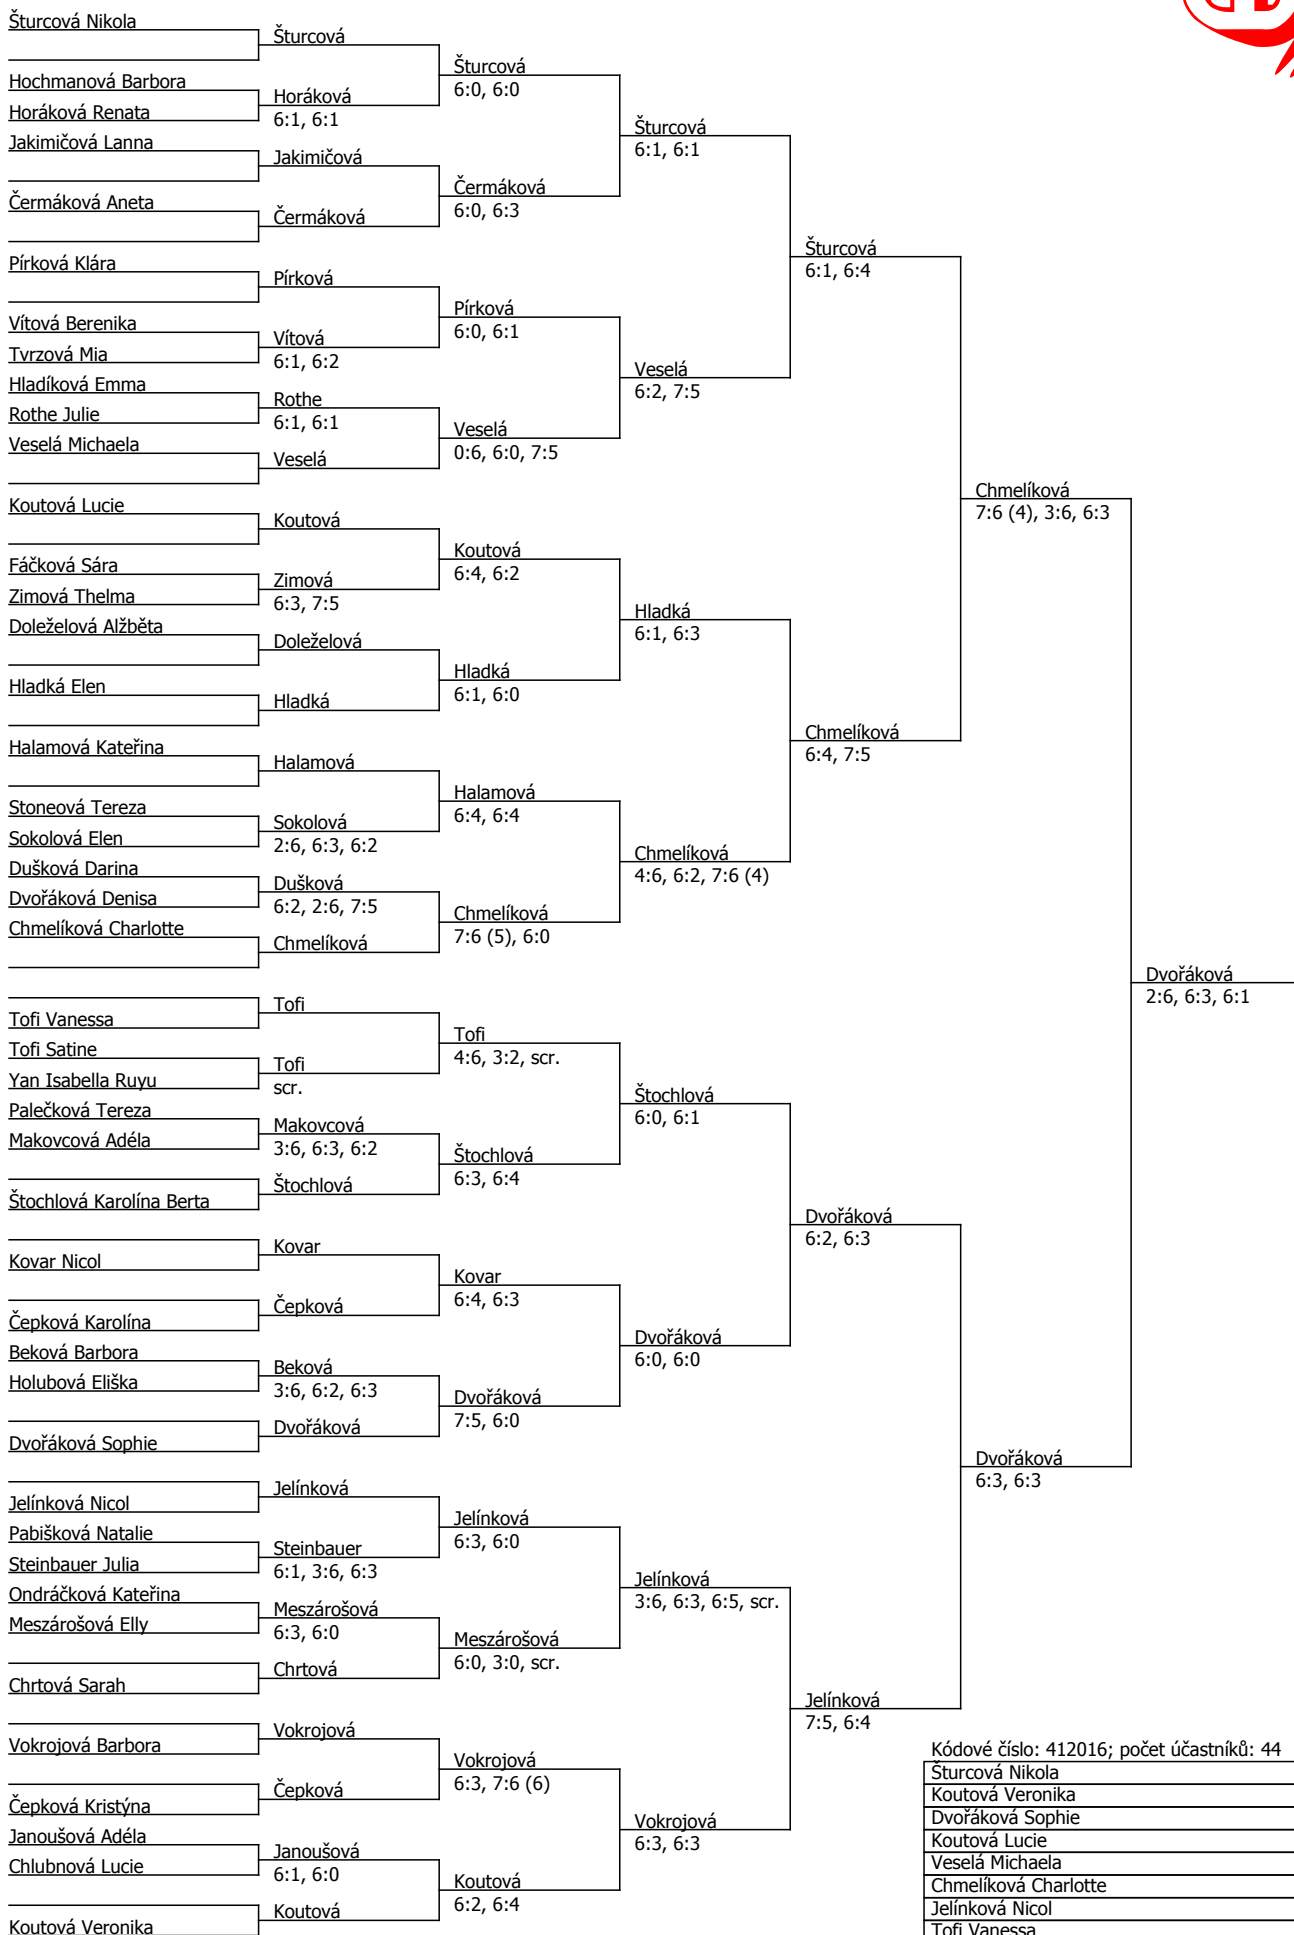 Šturcová Nikola
Hochmanová Barbora
Horáková Renata
Jakimičová Lanna
Čermáková Aneta
Pírková Klára
Vítová Berenika
Tvrzová Mia
Hladíková Emma
Rothe Julie
Veselá Michaela
Koutová Lucie
Fáčková Sára
Zimová Thelma
Doleželová Alžběta
Hladká Elen
Halamová Kateřina
Stoneová Tereza
Sokolová Elen
Dušková Darina
Dvořáková Denisa
Chmelíková Charlotte
Tofi Vanessa
Tofi Satine
Yan Isabella Ruyu
Palečková Tereza
Makovcová Adéla
Štochlová Karolína Berta
Kovar Nicol
Čepková Karolína
Beková Barbora
Holubová Eliška
Dvořáková Sophie
Jelínková Nicol
Pabišková Natalie
Steinbauer Julia
Ondráčková Kateřina
Meszárošová Elly
Chrtová Sarah
Vokrojová Barbora
Čepková Kristýna
Janoušová Adéla
Chlubnová Lucie
Koutová Veronika
Šturcová
Horáková
6:1, 6:1
Jakimičová
Čermáková
Pírková
Vítová
6:1, 6:2
Rothe
6:1, 6:1
Veselá
Koutová
Zimová
6:3, 7:5
Doleželová
Hladká
Halamová
Sokolová
2:6, 6:3, 6:2
Dušková
6:2, 2:6, 7:5
Chmelíková
Tofi
Tofi
scr.
Makovcová
3:6, 6:3, 6:2
Štochlová
Kovar
Čepková
Beková
3:6, 6:2, 6:3
Dvořáková
Jelínková
Steinbauer
6:1, 3:6, 6:3
Meszárošová
6:3, 6:0
Chrtová
Vokrojová
Čepková
Janoušová
6:1, 6:0
Koutová
Šturcová
6:0, 6:0
Čermáková
6:0, 6:3
Pírková
6:0, 6:1
Veselá
0:6, 6:0, 7:5
Koutová
6:4, 6:2
Hladká
6:1, 6:0
Halamová
6:4, 6:4
Chmelíková
7:6 (5), 6:0
Tofi
4:6, 3:2, scr.
Štochlová
6:3, 6:4
Kovar
6:4, 6:3
Dvořáková
7:5, 6:0
Jelínková
6:3, 6:0
Meszárošová
6:0, 3:0, scr.
Vokrojová
6:3, 7:6 (6)
Koutová
6:2, 6:4
Šturcová
6:1, 6:1
Veselá
6:2, 7:5
Hladká
6:1, 6:3
Chmelíková
4:6, 6:2, 7:6 (4)
Štochlová
6:0, 6:1
Dvořáková
6:0, 6:0
Jelínková
3:6, 6:3, 6:5, scr.
Vokrojová
6:3, 6:3
Šturcová
6:1, 6:4
Chmelíková
6:4, 7:5
Dvořáková
6:2, 6:3
Jelínková
7:5, 6:4
Chmelíková
7:6 (4), 3:6, 6:3
Dvořáková
6:3, 6:3
Dvořáková
2:6, 6:3, 6:1
Kódové číslo: 412016; počet účastníků: 44
Šturcová Nikola
Koutová Veronika
Dvořáková Sophie
Koutová Lucie
Veselá Michaela
Chmelíková Charlotte
Jelínková Nicol
Tofi Vanessa